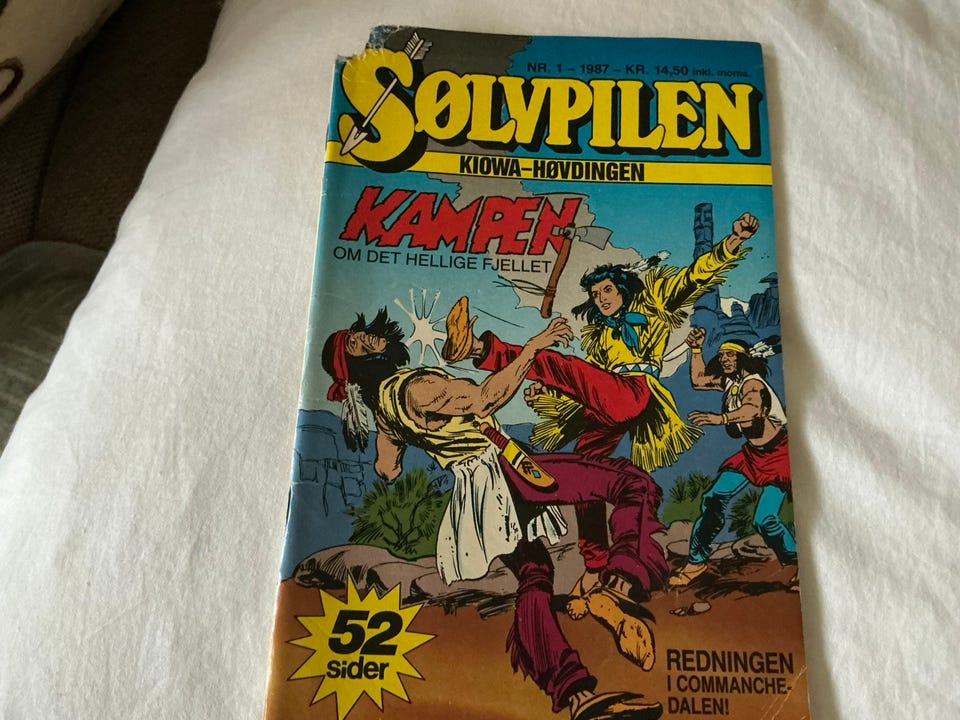 NR. 1 – 1987 – KR. 14,50 inkl. moms.
SØLVPILEN
KIOWA-HØVDINGEN
KAMPEN
OM DET HELLIGE FJELLET
52
sider
REDNINGEN
I COMMANCHE-
DALEN!